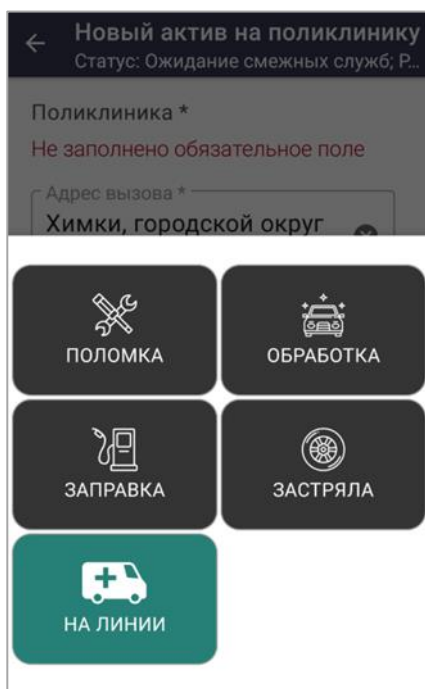 Новый актив на поликлинику
Статус: Ожидание смежных служб; Р...
Поликлиника *
Не заполнено обязательное поле
Адрес вызова *
Химки, городской округ
ПОЛОМКА
ОБРАБОТКА
ЗАПРАВКА
ЗАСТРЯЛА
НА ЛИНИИ